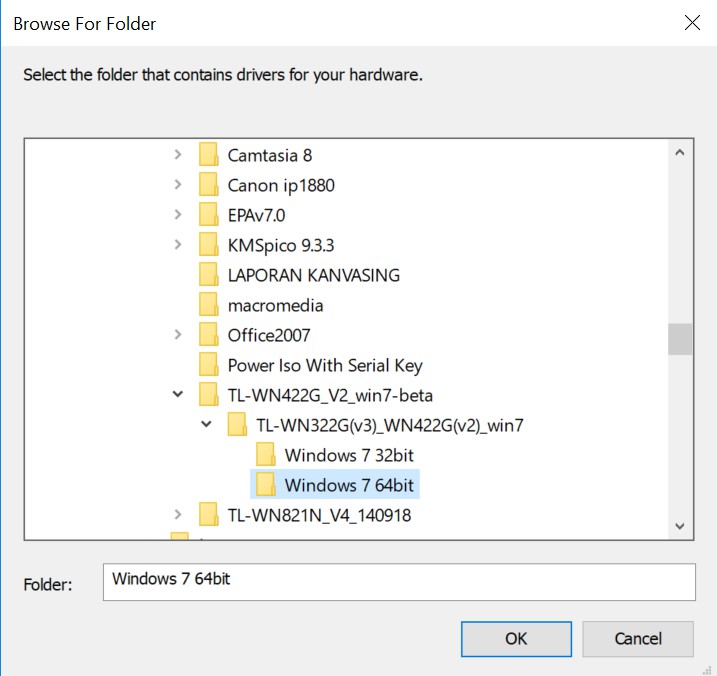 Browse For Folder
Select the folder that contains drivers for your hardware.
Camtasia 8
Canon ip1880
EPAv7.0
KMSpico 9.3.3
LAPORAN KANVASING
macromedia
Office2007
Power Iso With Serial Key
TL-WN422G_V2_win7-beta
TL-WN322G(v3)_WN422G(v2)_win7
Windows 7 32bit
Windows 7 64bit
TL-WN821N_V4_140918
Folder: Windows 7 64bit
OK Cancel